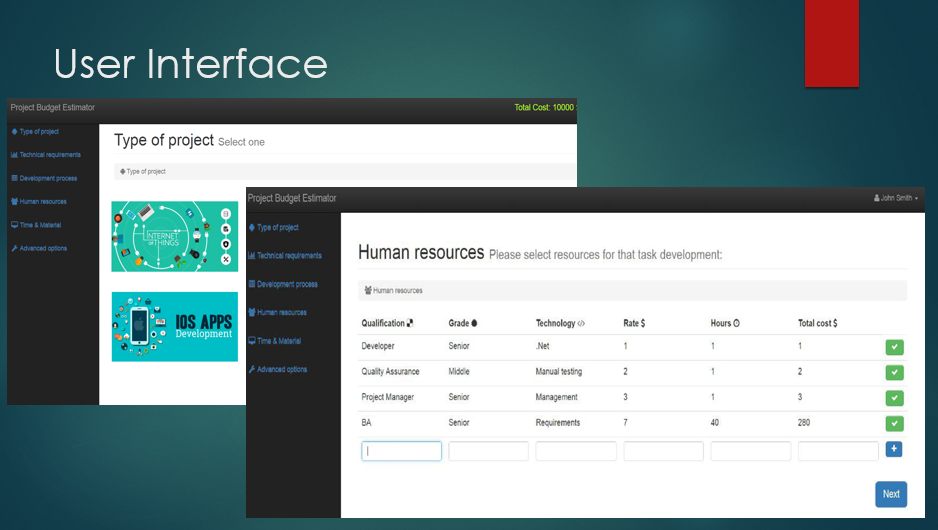 User Interface
Project Budget Estimator
Total Cost: 10000
Type of project
Technical requirements
Development process
Human resources
Time & Material
Advanced options
Type of project Select one
Type of project
INTERNET
OF THINGS
IOS APPS
Development
Project Budget Estimator
John Smith
Type of project
Technical requirements
Development process
Human resources
Time & Material
Advanced options
Human resources Please select resources for that task development:
Human resources
Qualification Grade Technology </> Rate $ Hours Total cost $
Developer Senior .Net 1 1 1
Quality Assurance Middle Manual testing 2 1 2
Project Manager Senior Management 3 1 3
BA Senior Requirements 7 40 280
Next